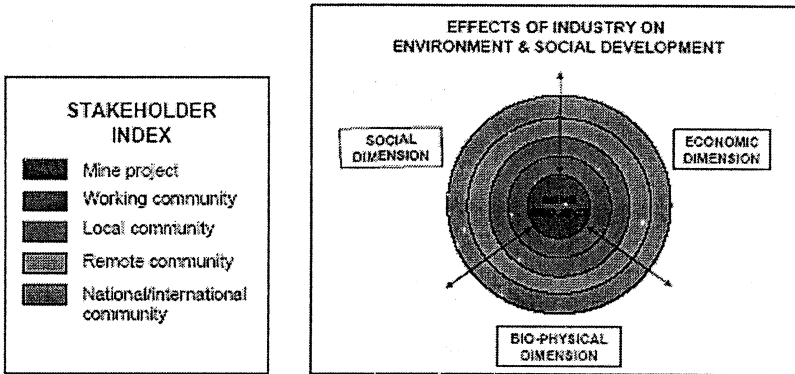 STAKEHOLDER
INDEX
Mine project
Working community
Local community
Remote community
National/international
community
EFFECTS OF INDUSTRY ON
ENVIRONMENT & SOCIAL DEVELOPMENT
SOCIAL
DIMENSION
ECONOMIC
DIMENSION
BIO-PHYSICAL
DIMENSION